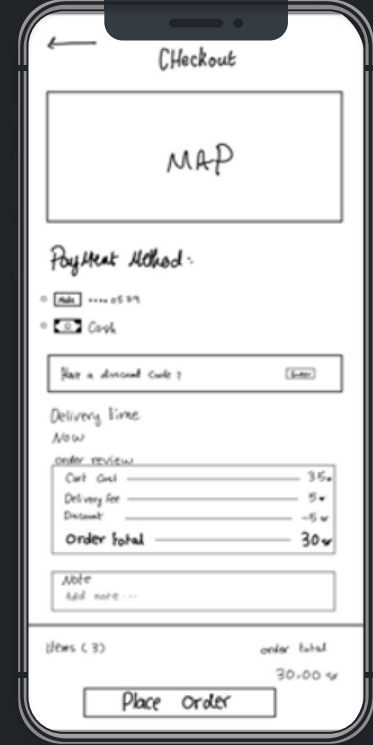 CHeckout
MAP
Payment Method:
Cash
Have a discount Code ?
Enter
Delivery time
Now
order review
Cart Cost 35
Delivery fee 5
Discount -5
Order total 30
Note
Add note ...
items (3)
order total
30.00 sr
Place order